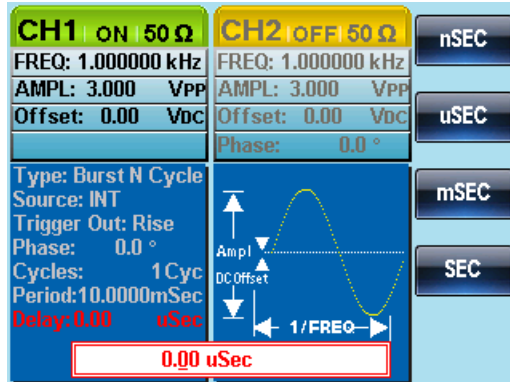 CH1 ON 50 Ω
FREQ: 1.000000 kHz
AMPL: 3.000 VPP
Offset: 0.00 VDC
CH2 OFF 50 Ω
FREQ: 1.000000 kHz
AMPL: 3.000 VPP
Offset: 0.00 VDC
Phase: 0.0 °
Type: Burst N Cycle
Source: INT
Trigger Out: Rise
Phase: 0.0 °
Cycles: 1 Cyc
Period:10.0000mSec
Delay:0.00 uSec
Ampl
DC Offset
1/FREQ
0.00 uSec
nSEC
uSEC
mSEC
SEC